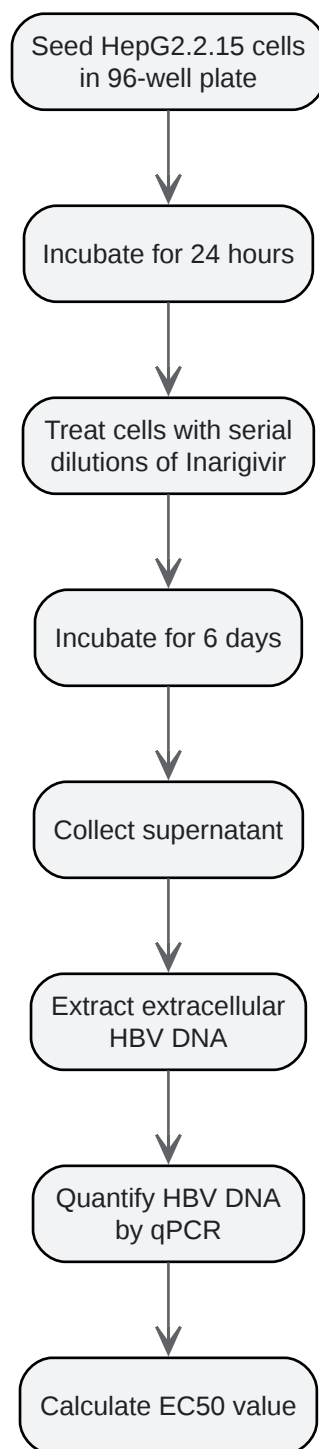 Seed HepG2.2.15 cells
in 96-well plate
Incubate for 24 hours
Treat cells with serial
dilutions of Inarigivir
Incubate for 6 days
Collect supernatant
Extract extracellular
HBV DNA
Quantify HBV DNA
by qPCR
Calculate EC50 value